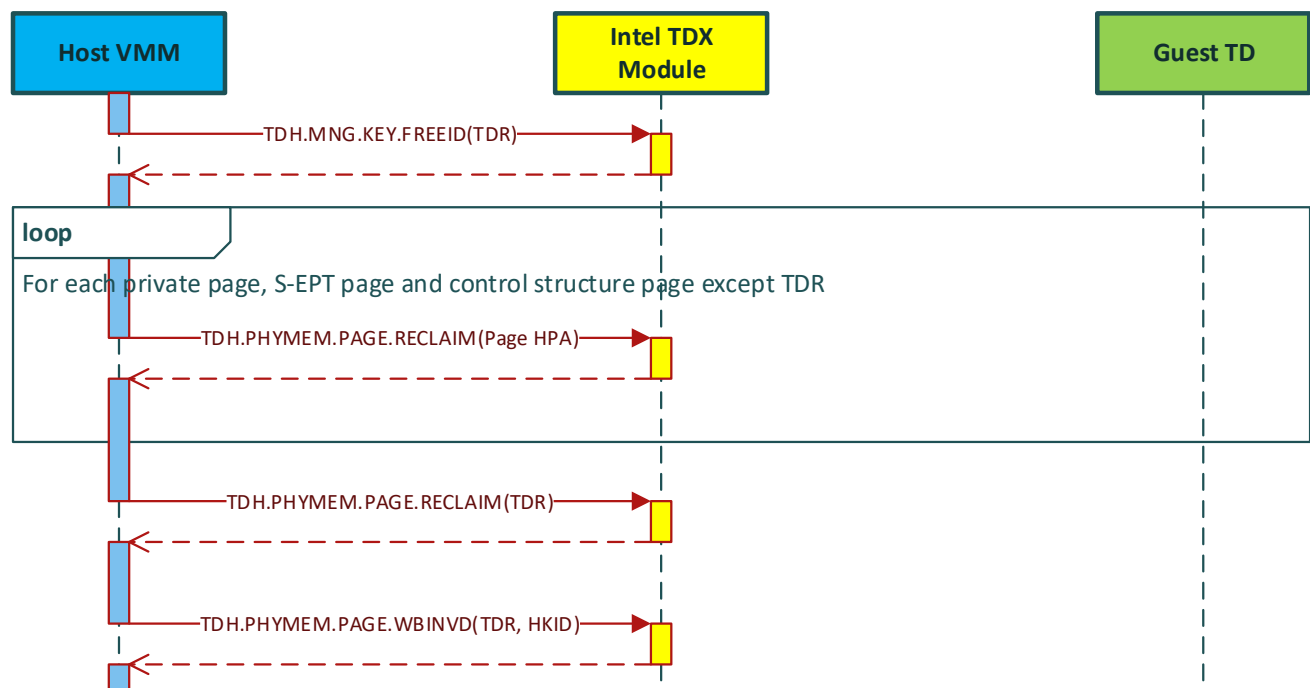 Host VMM
Intel TDX
Module
Guest TD
TDH.MNG.KEY.FREEID(TDR)
loop
For each private page, S-EPT page and control structure page except TDR
TDH.PHYMEM.PAGE.RECLAIM(Page HPA)
TDH.PHYMEM.PAGE.RECLAIM(TDR)
TDH.PHYMEM.PAGE.WBINVD(TDR, HKID)